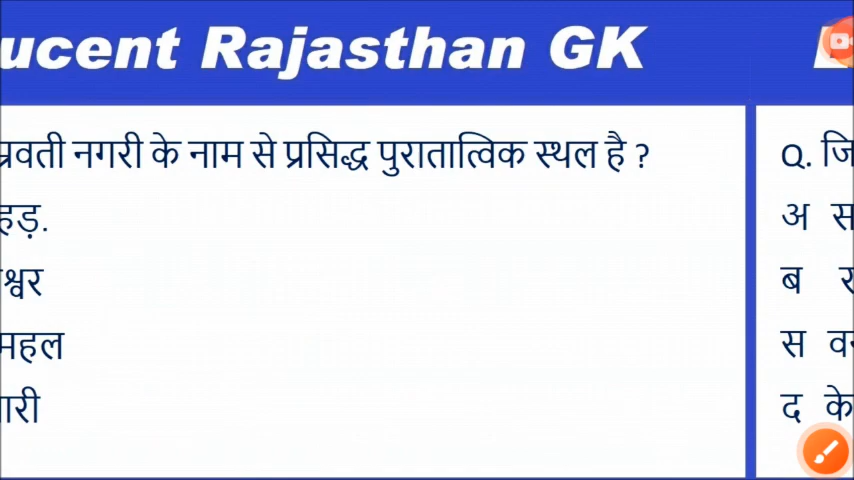 ucent Rajasthan GK
म्रवती नगरी के नाम से प्रसिद्ध पुरातात्विक स्थल है ?
हड़.
श्वर
महल
ारी
Q. जि
अ स
ब र
स व
द के